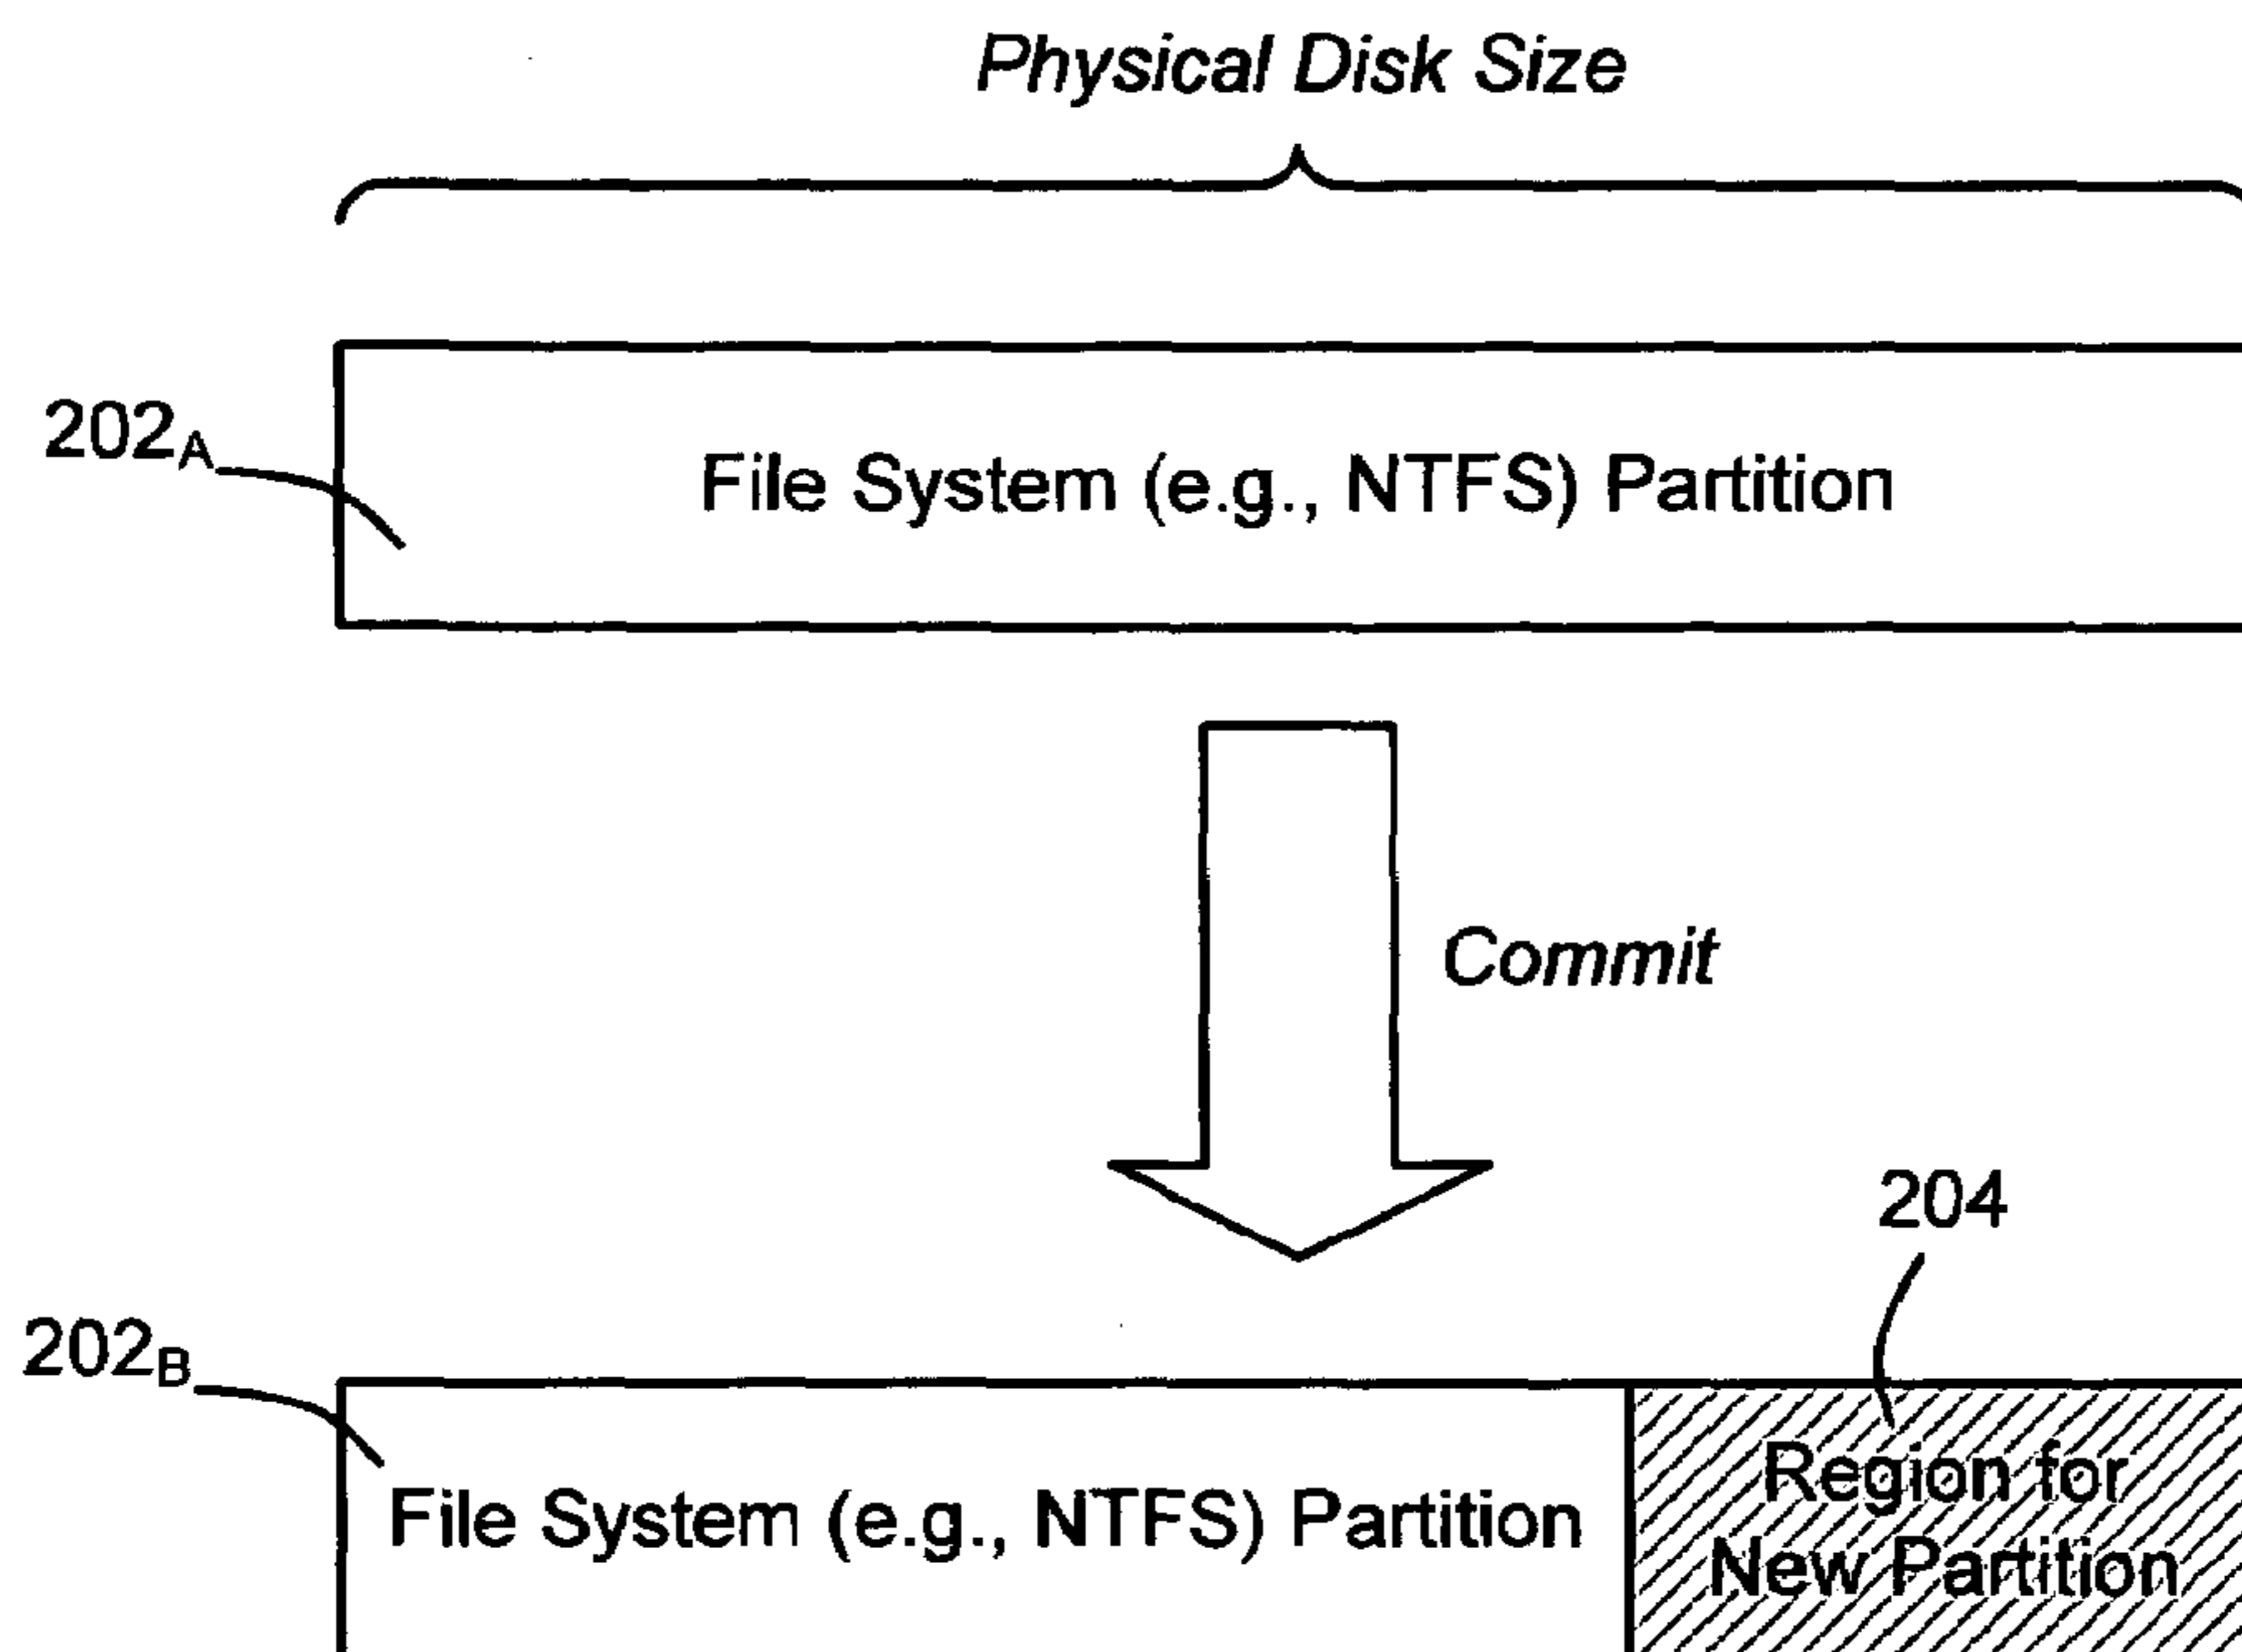 Physical Disk Size
202A
File System (e.g., NTFS) Partition
Commit
204
202B
File System (e.g., NTFS) Partition
Region for
New Partition